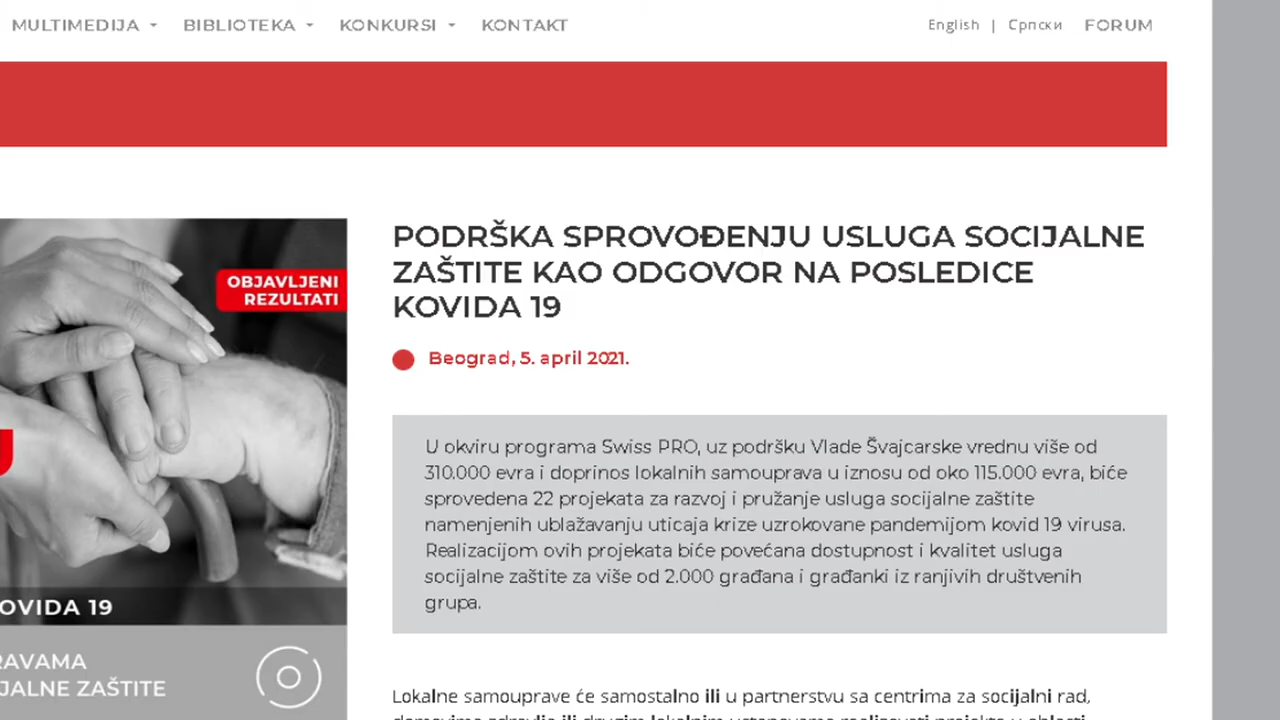 MULTIMEDIJA BIBLIOTEKA KONKURSI KONTAKT English | Српски FORUM
OBJAVLJENI
REZULTATI
OVIDA 19
RAVAMA
JALNE ZAŠTITE
PODRŠKA SPROVOĐENJU USLUGA SOCIJALNE
ZAŠTITE KAO ODGOVOR NA POSLEDICE
KOVIDA 19
Beograd, 5. april 2021.
U okviru programa Swiss PRO, uz podršku Vlade Švajcarske vrednu više od
310.000 evra i doprinos lokalnih samouprava u iznosu od oko 115.000 evra, biće
sprovedena 22 projekata za razvoj i pružanje usluga socijalne zaštite
namenjenih ublažavanju uticaja krize uzrokovane pandemijom kovid 19 virusa.
Realizacijom ovih projekata biće povećana dostupnost i kvalitet usluga
socijalne zaštite za više od 2.000 građana i građanki iz ranjivih društvenih
grupa.
Lokalne samouprave će samostalno ili u partnerstvu sa centrima za socijalni rad,